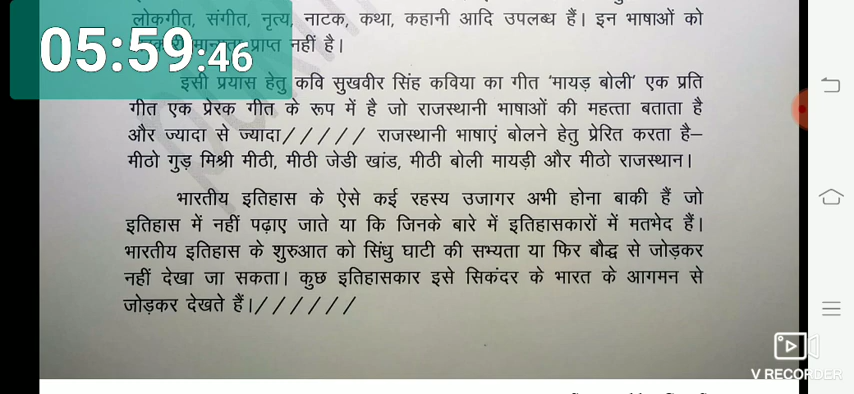 लोकगीत, संगीत, नृत्य, नाटक, कथा, कहानी आदि उपलब्ध हैं। इन भाषाओं को
05:59:46
मान्यता प्राप्त नहीं है।
इसी प्रयास हेतु कवि सुखवीर सिंह कविया का गीत 'मायड़ बोली' एक प्रति
गीत एक प्रेरक गीत के रूप में है जो राजस्थानी भाषाओं की महत्ता बताता है
और ज्यादा से ज्यादा///// राजस्थानी भाषाएं बोलने हेतु प्रेरित करता है–
मीठो गुड़ मिश्री मीठी, मीठी जेडी खांड, मीठी बोली मायड़ी और मीठो राजस्थान।
भारतीय इतिहास के ऐसे कई रहस्य उजागर अभी होना बाकी हैं जो
इतिहास में नहीं पढ़ाए जाते या कि जिनके बारे में इतिहासकारों में मतभेद हैं।
भारतीय इतिहास के शुरुआत को सिंधु घाटी की सभ्यता या फिर बौद्ध से जोड़कर
नहीं देखा जा सकता। कुछ इतिहासकार इसे सिकंदर के भारत के आगमन से
जोड़कर देखते हैं।//////
V RECORDER